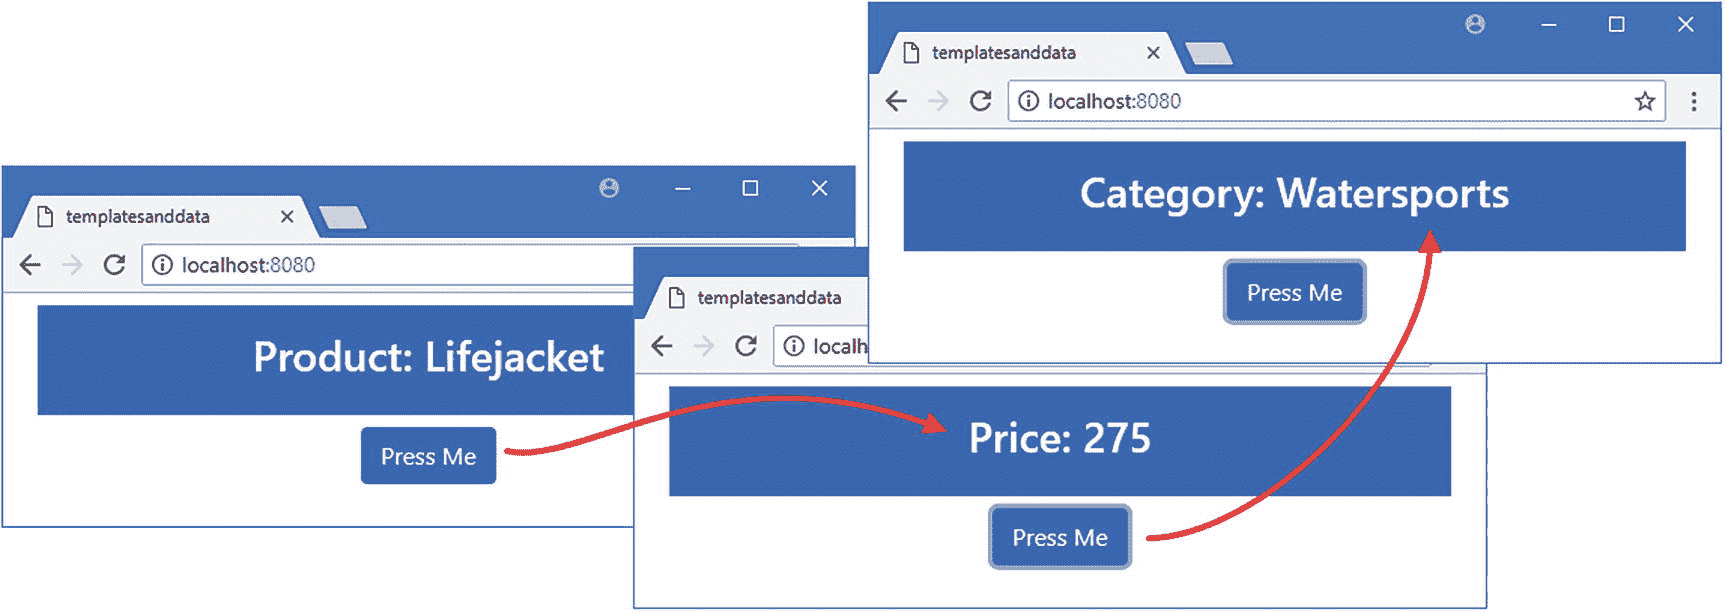 templatesanddata
localhost:8080
Product: Lifejacket
Press Me
templatesanddata
localh
Price: 275
Press Me
templatesanddata
localhost:8080
Category: Watersports
Press Me